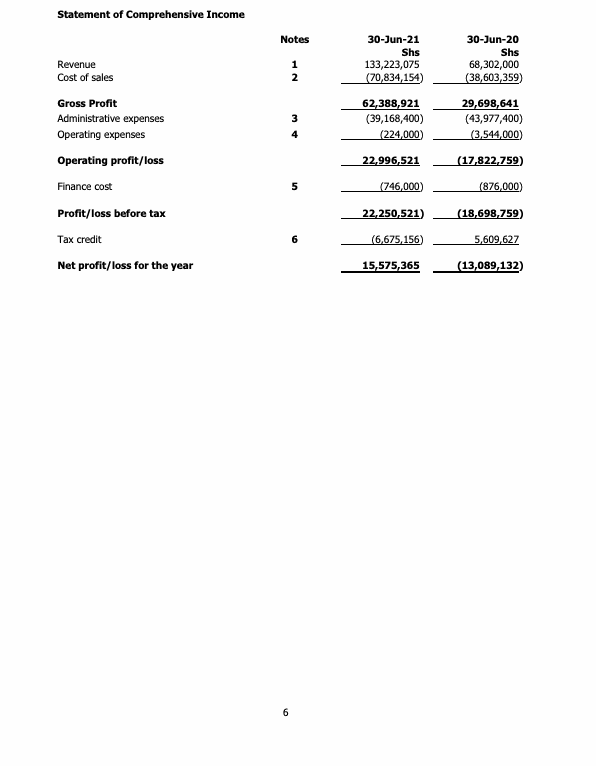 Statement of Comprehensive Income
Notes 30-Jun-21 30-Jun-20
Shs Shs
Revenue 1 133,223,075 68,302,000
Cost of sales 2 (70,834,154) (38,603,359)
Gross Profit 62,388,921 29,698,641
Administrative expenses 3 (39,168,400) (43,977,400)
Operating expenses 4 (224,000) (3,544,000)
Operating profit/loss 22,996,521 (17,822,759)
Finance cost 5 (746,000) (876,000)
Profit/loss before tax 22,250,521) (18,698,759)
Tax credit 6 (6,675,156) 5,609,627
Net profit/loss for the year 15,575,365 (13,089,132)
6